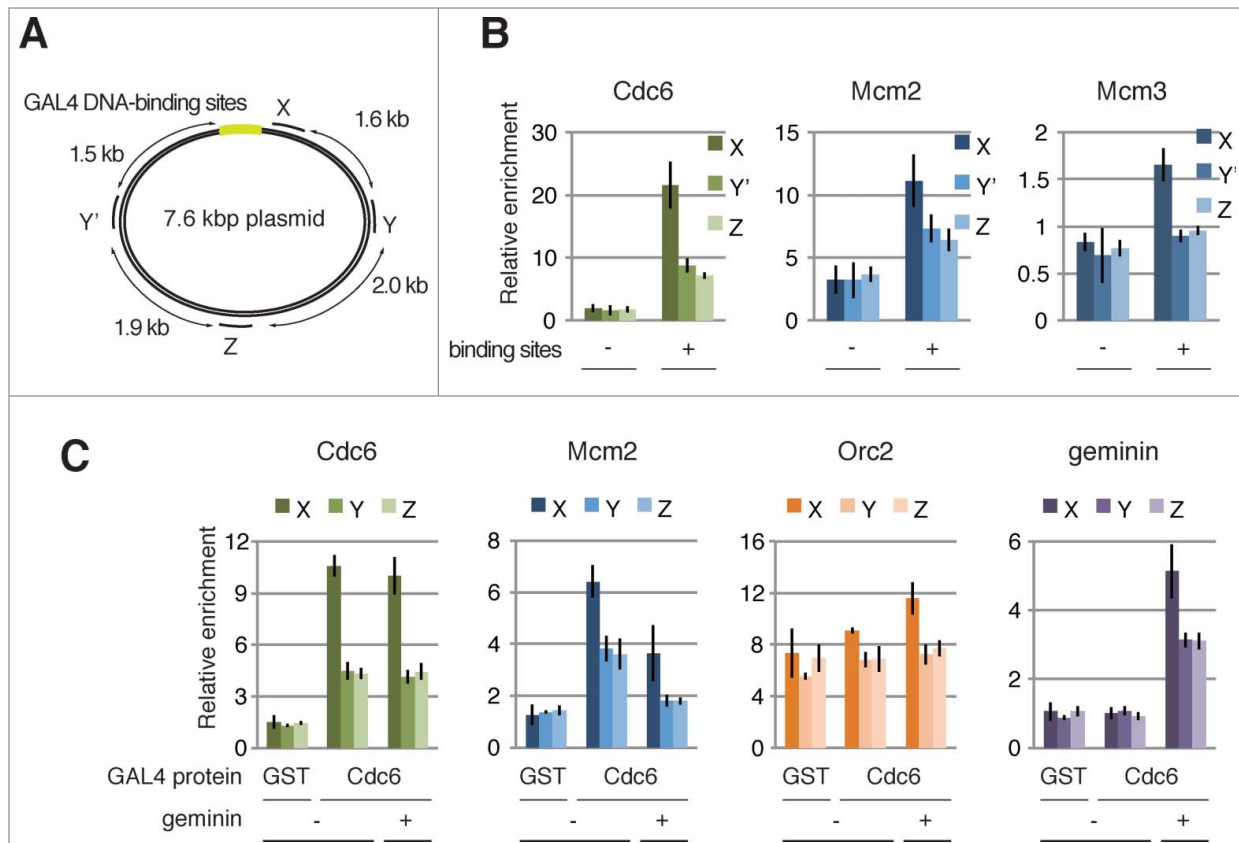 A
GAL4 DNA-binding sites
X
1.6 kb
1.5 kb
Y'
7.6 kbp plasmid
Y
2.0 kb
1.9 kb
Z
B
Cdc6
Mcm2
Mcm3
Relative enrichment
30
20
10
0
X
Y'
Z
15
10
5
0
X
Y'
Z
2
1.5
1
0.5
0
X
Y'
Z
binding sites - + - + - +
C
Cdc6
Mcm2
Orc2
geminin
X Y Z
X Y Z
X Y Z
X Y Z
Relative enrichment
12
9
6
3
0
8
6
4
2
0
16
12
8
4
0
6
4
2
0
GAL4 protein GST Cdc6 GST Cdc6 GST Cdc6 GST Cdc6
geminin - + - + - + - +